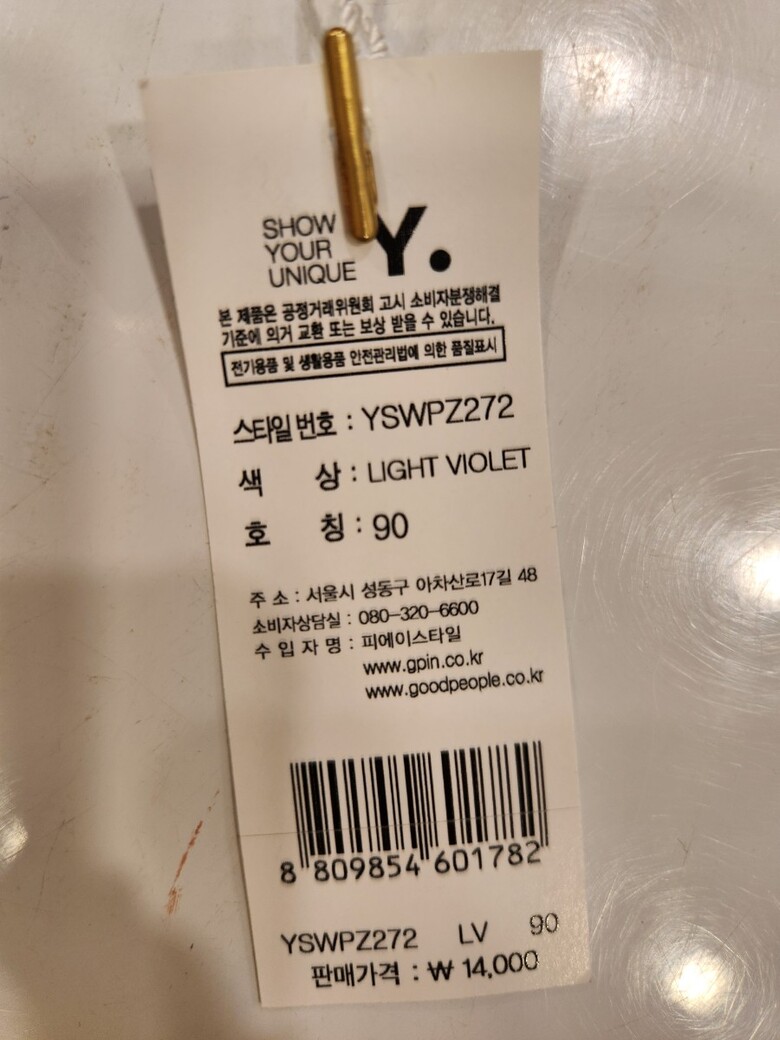 SHOW
YOUR
UNIQUE
Y.
본 제품은 공정거래위원회 고시 소비자분쟁해결
기준에 의거 교환 또는 보상 받을 수 있습니다.
전기용품 및 생활용품 안전관리법에 의한 품질표시
스타일 번호 : YSWPZ272
색 상 : LIGHT VIOLET
호 칭 : 90
주 소 : 서울시 성동구 아차산로17길 48
소비자상담실 : 080-320-6600
수 입 자 명 : 피에이스타일
www.gpin.co.kr
www.goodpeople.co.kr
8 809854 601782
YSWPZ272 LV 90
판매가격 : ₩ 14,000